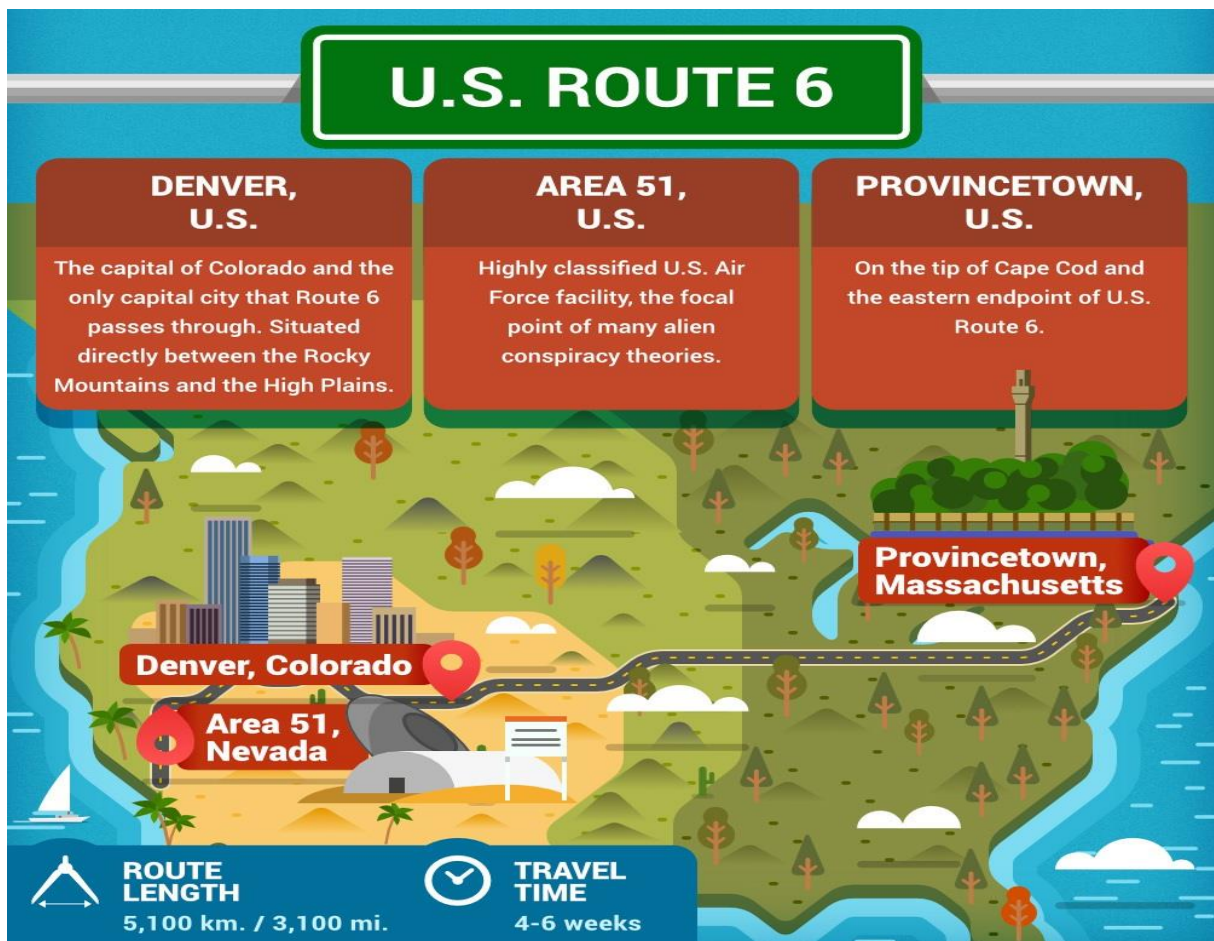 U.S. ROUTE 6
DENVER,
U.S.
The capital of Colorado and the
only capital city that Route 6
passes through. Situated
directly between the Rocky
Mountains and the High Plains.
AREA 51,
U.S.
Highly classified U.S. Air
Force facility, the focal
point of many alien
conspiracy theories.
PROVINCETOWN,
U.S.
On the tip of Cape Cod and
the eastern endpoint of U.S.
Route 6.
Provincetown,
Massachusetts
Denver, Colorado
Area 51,
Nevada
ROUTE
LENGTH
5,100 km. / 3,100 mi.
TRAVEL
TIME
4-6 weeks